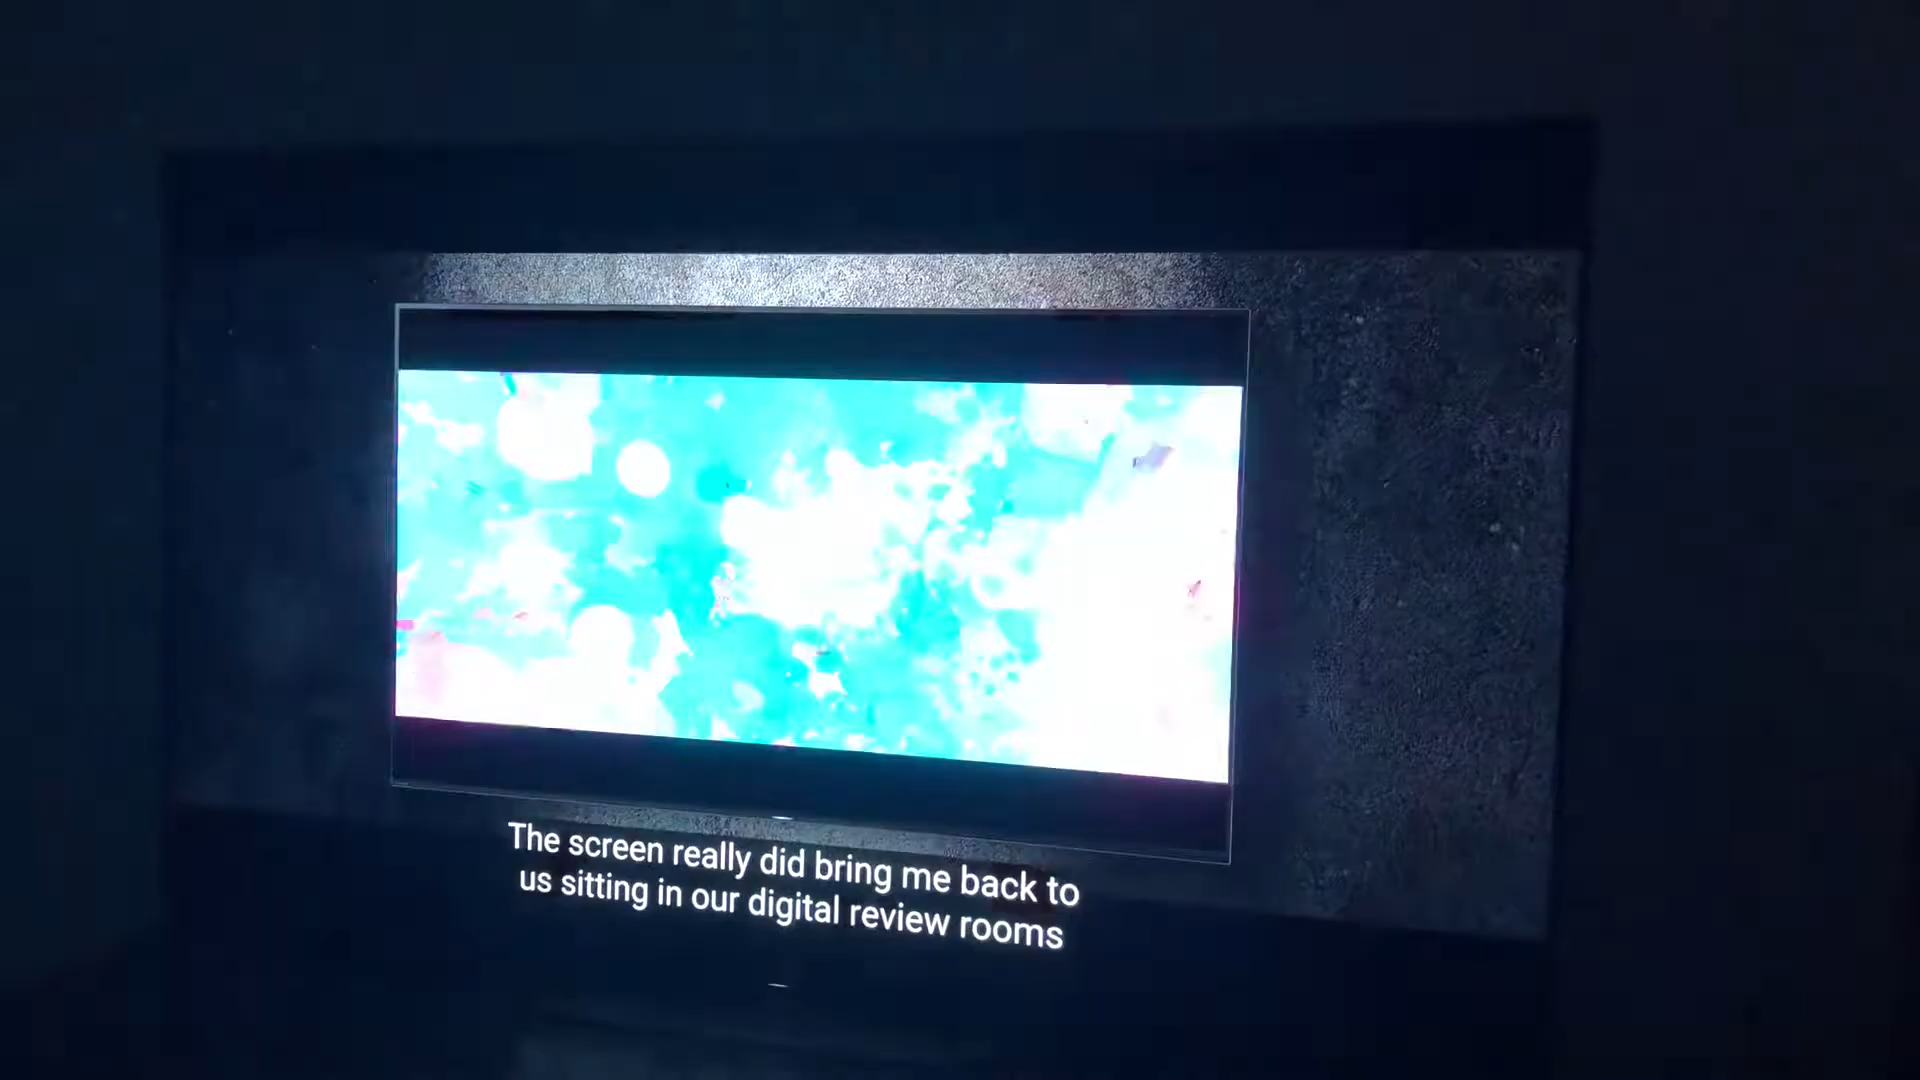 The screen really did bring me back to
us sitting in our digital review rooms